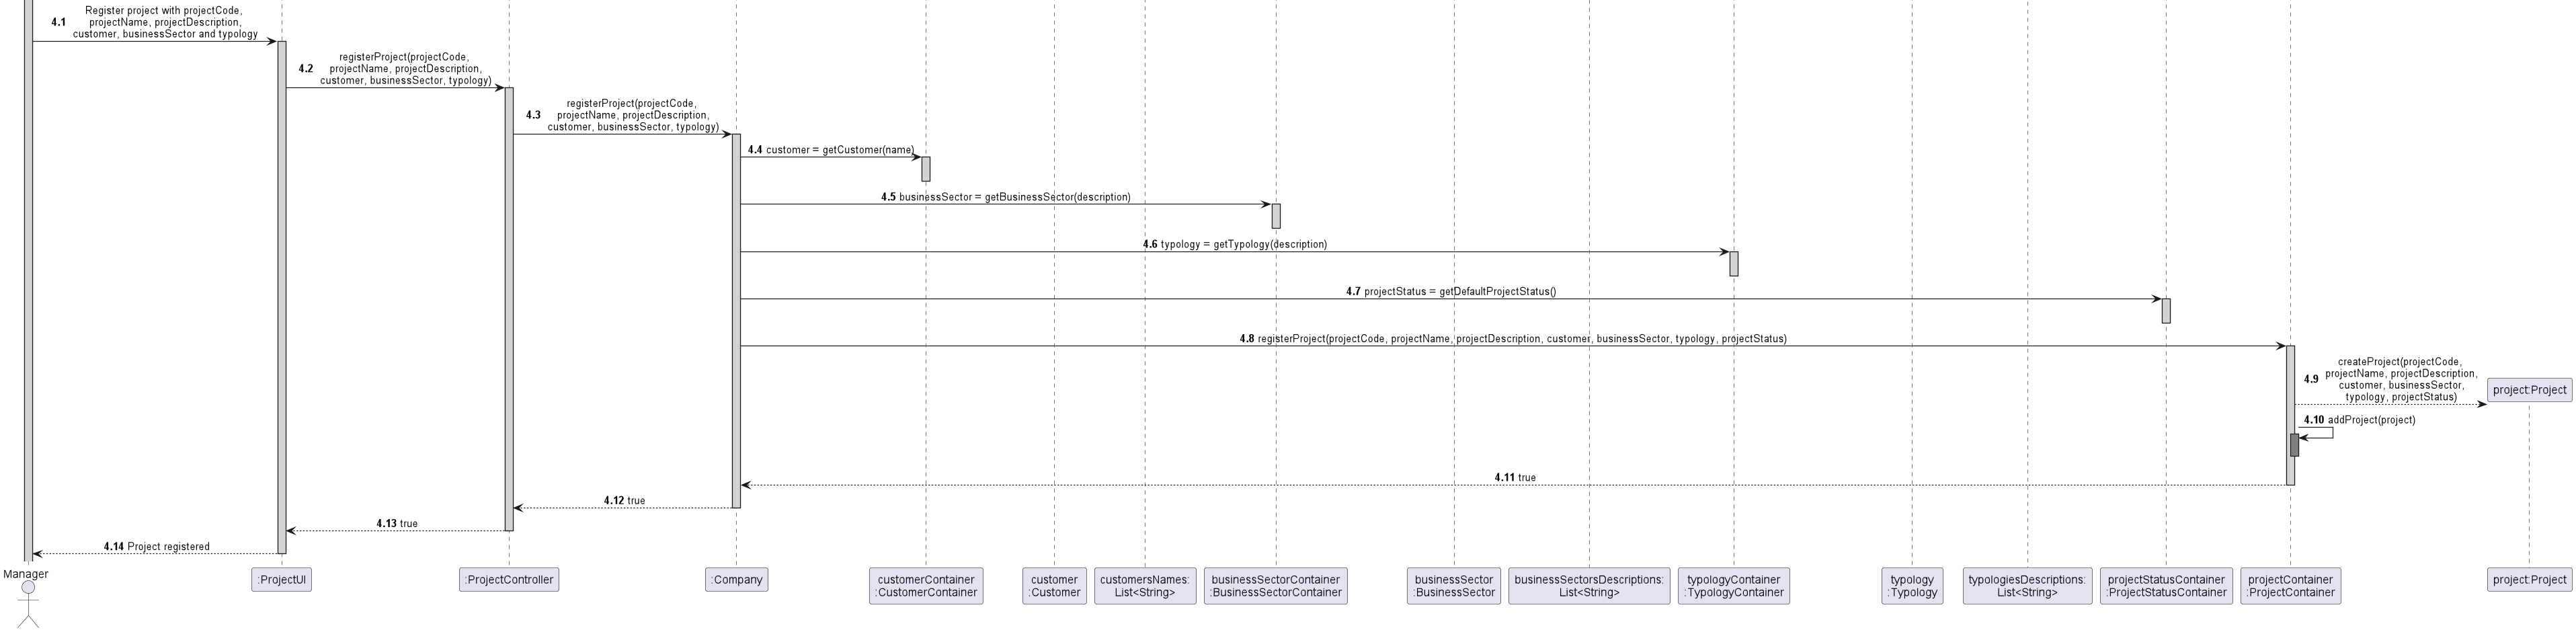 Register project with projectCode,
4.1 projectName, projectDescription,
customer, businessSector and typology
registerProject(projectCode,
4.2 projectName, projectDescription,
customer, businessSector, typology)
registerProject(projectCode,
4.3 projectName, projectDescription,
customer, businessSector, typology)
4.4 customer = getCustomer(name)
4.5 businessSector = getBusinessSector(description)
4.6 typology = getTypology(description)
4.7 projectStatus = getDefaultProjectStatus()
4.8 registerProject(projectCode, projectName, projectDescription, customer, businessSector, typology, projectStatus)
createProject(projectCode,
4.9 projectName, projectDescription,
customer, businessSector,
typology, projectStatus)
project:Project
4.10 addProject(project)
4.11 true
4.12 true
4.13 true
4.14 Project registered
Manager
:ProjectUI
:ProjectController
:Company
customerContainer
:CustomerContainer
customer
:Customer
customersNames:
List<String>
businessSectorContainer
:BusinessSectorContainer
businessSector
:BusinessSector
businessSectorsDescriptions:
List<String>
typologyContainer
:TypologyContainer
typology
:Typology
typologiesDescriptions:
List<String>
projectStatusContainer
:ProjectStatusContainer
projectContainer
:ProjectContainer
project:Project